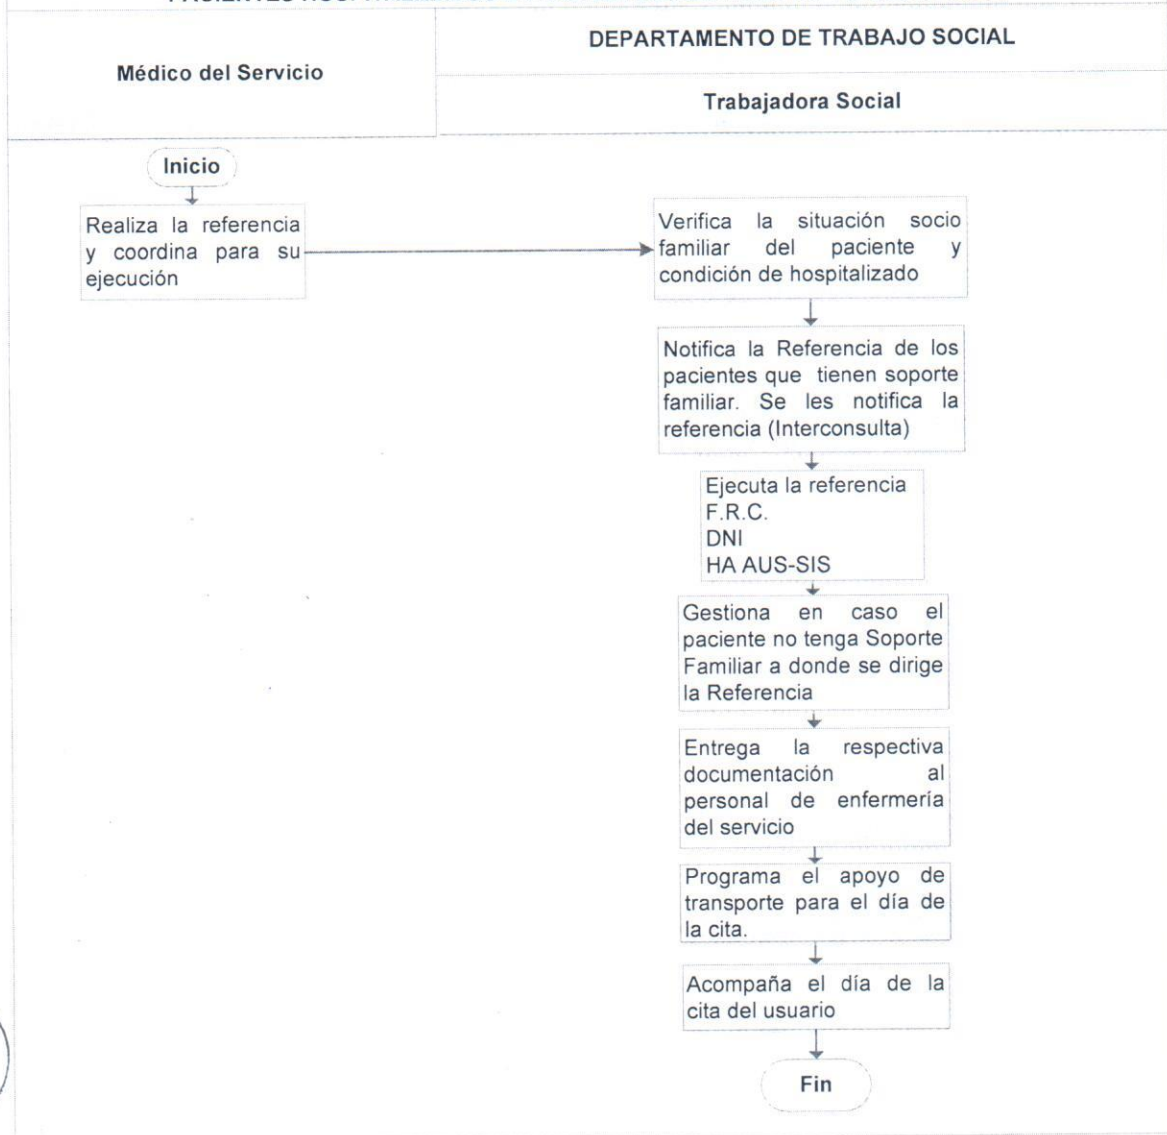 Médico del Servicio
DEPARTAMENTO DE TRABAJO SOCIAL
Trabajadora Social
Inicio
Realiza la referencia
y coordina para su
ejecución
Verifica la situación socio
familiar del paciente y
condición de hospitalizado
Notifica la Referencia de los
pacientes que tienen soporte
familiar. Se les notifica la
referencia (Interconsulta)
Ejecuta la referencia
F.R.C.
DNI
HA AUS-SIS
Gestiona en caso el
paciente no tenga Soporte
Familiar a donde se dirige
la Referencia
Entrega la respectiva
documentación al
personal de enfermería
del servicio
Programa el apoyo de
transporte para el día de
la cita.
Acompaña el día de la
cita del usuario
Fin